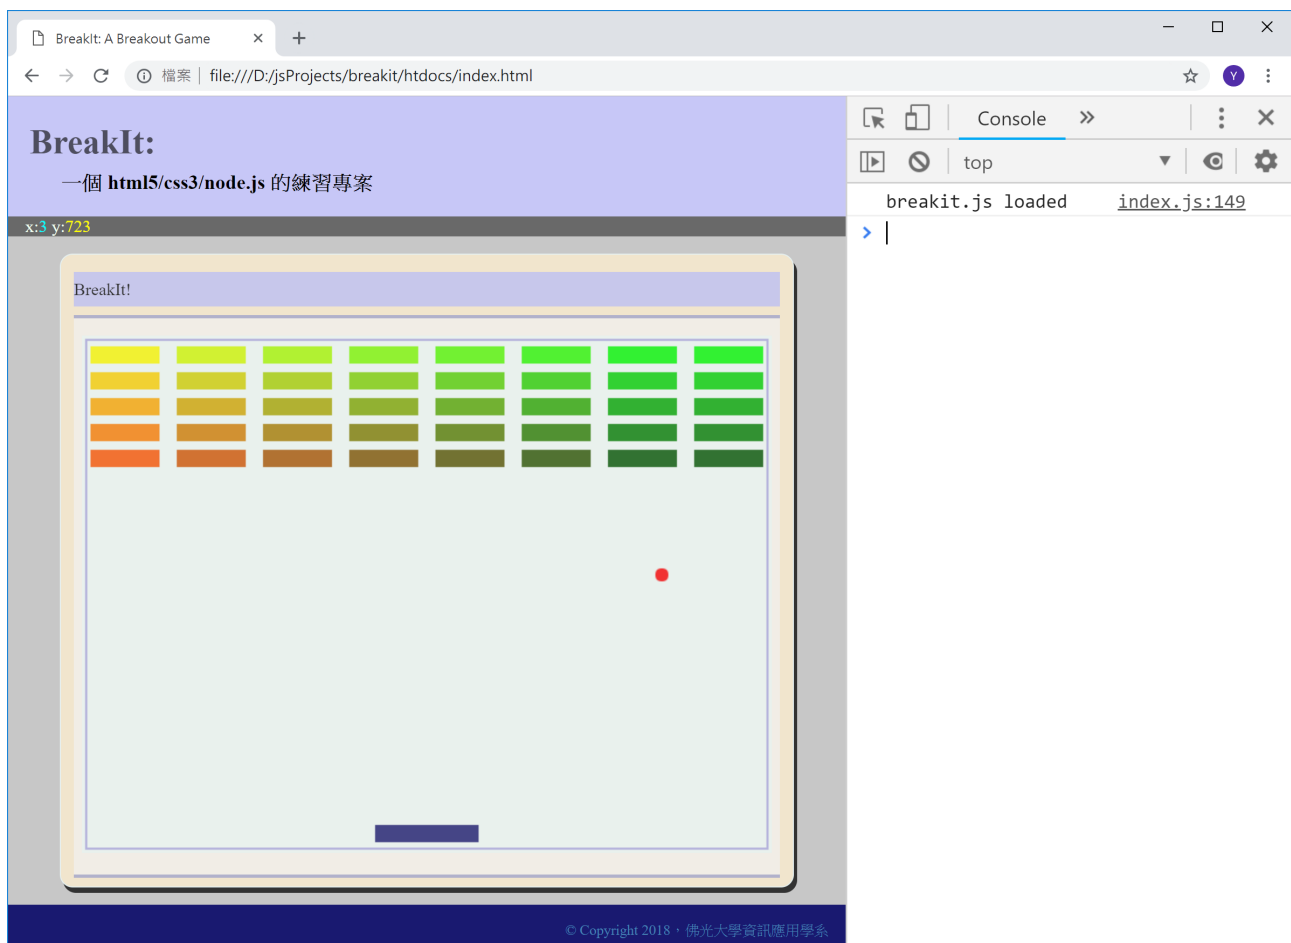 BreakIt: A Breakout Game
檔案 file:///D:/jsProjects/breakit/htdocs/index.html
Y
BreakIt:
一個 html5/css3/node.js 的練習專案
x:3 y:723
BreakIt!
© Copyright 2018，佛光大學資訊應用學系
Console
top
breakit.js loaded index.js:149